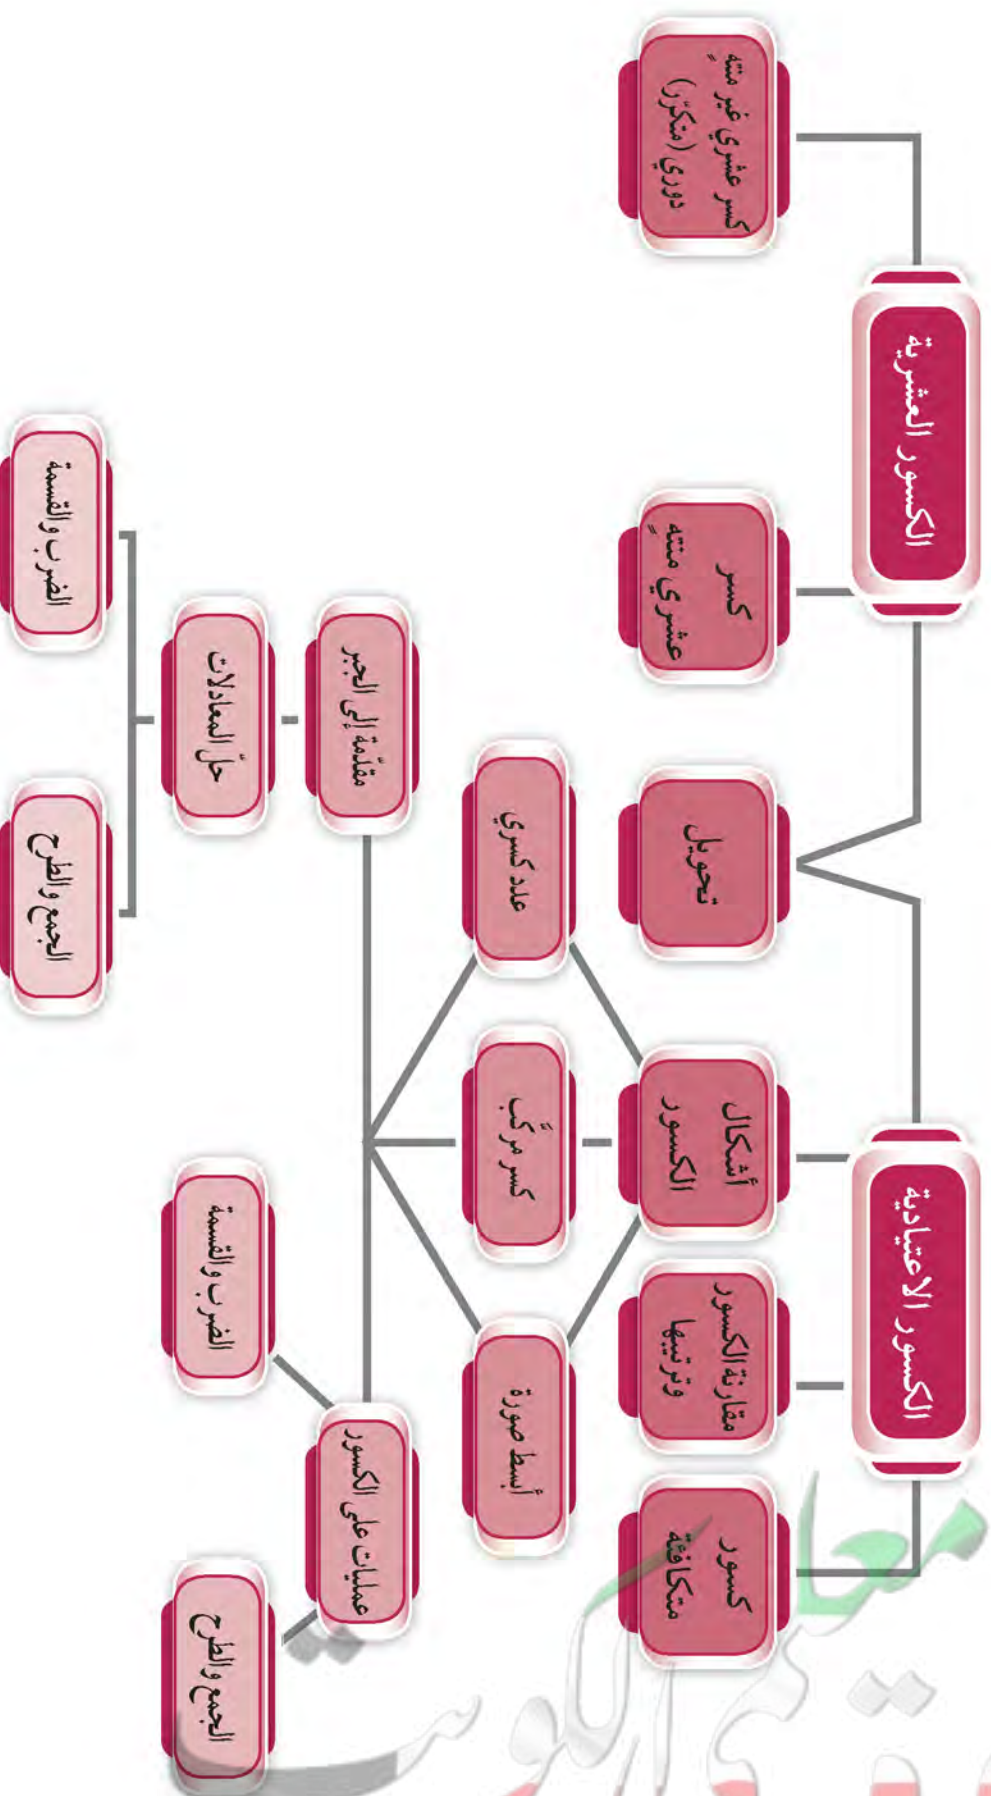 الكسور الاعتيادية
الكسور العشرية
كسور
متكافئة
مقارنة الكسور
وترتيبها
أشكال
الكسور
تحويل
كسر
عشري منتهٍ
كسر عشري غير منتهٍ
دوري (متكرّر)
أبسط صورة
كسر مركّب
عدد كسري
عمليات على الكسور
مقدّمة إلى الجبر
الجمع والطرح
الضرب والقسمة
حلّ المعادلات
الجمع والطرح
الضرب والقسمة